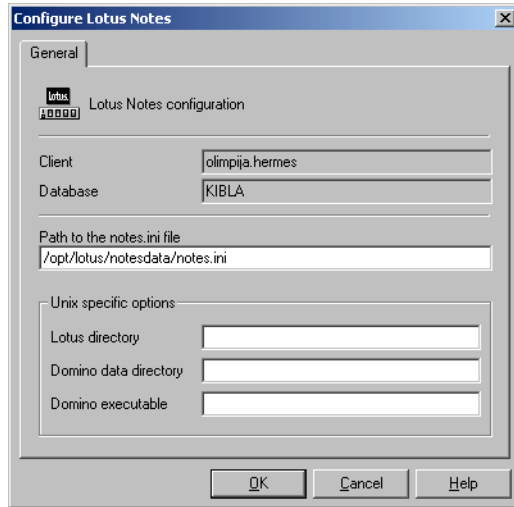 Configure Lotus Notes
General
Lotus.
Lotus Notes configuration
Client olimpija.hermes
Database KIBLA
Path to the notes.ini file
/opt/lotus/notesdata/notes.ini
Unix specific options
Lotus directory
Domino data directory
Domino executable
OK Cancel Help